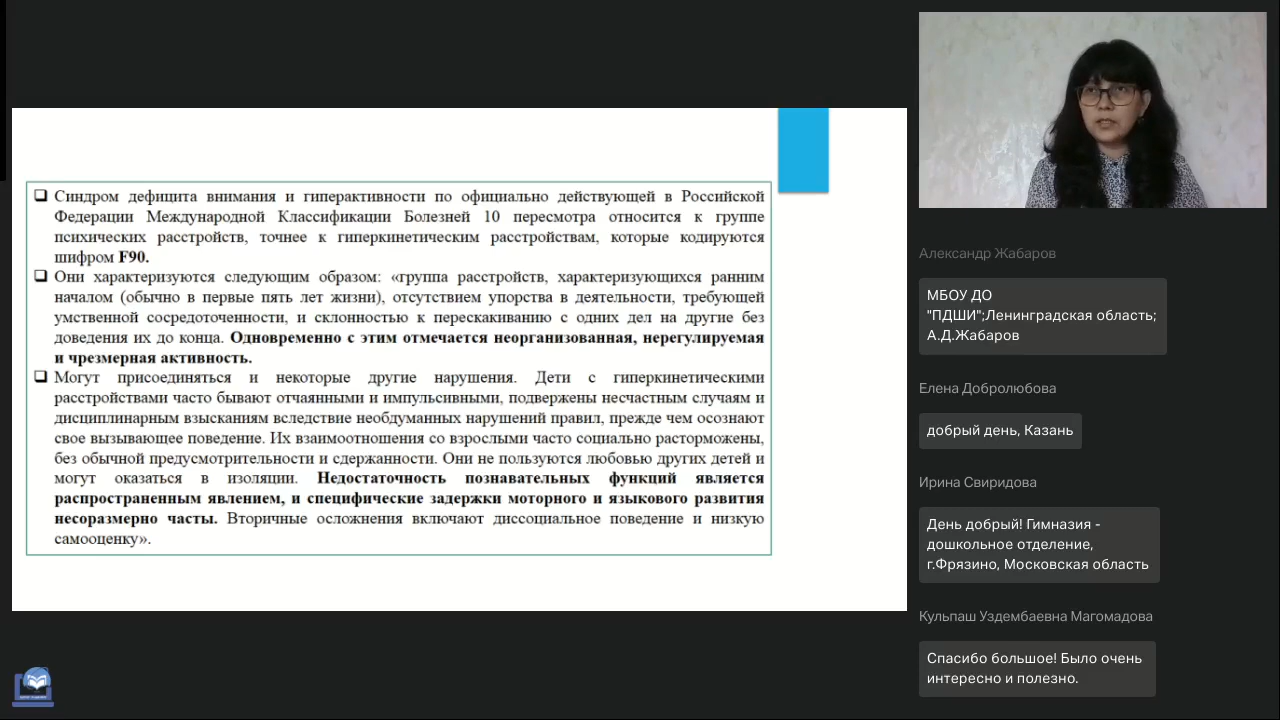 Синдром дефицита внимания и гиперактивности по официально действующей в Российской
Федерации Международной Классификации Болезней 10 пересмотра относится к группе
психических расстройств, точнее к гиперкинетическим расстройствам, которые кодируются
шифром F90.
Они характеризуются следующим образом: «группа расстройств, характеризующихся ранним
началом (обычно в первые пять лет жизни), отсутствием упорства в деятельности, требующей
умственной сосредоточенности, и склонностью к перескакиванию с одних дел на другие без
доведения их до конца. Одновременно с этим отмечается неорганизованная, нерегулируемая
и чрезмерная активность.
Могут присоединяться и некоторые другие нарушения. Дети с гиперкинетическими
расстройствами часто бывают отчаянными и импульсивными, подвержены несчастным случаям и
дисциплинарным взысканиям вследствие необдуманных нарушений правил, прежде чем осознают
свое вызывающее поведение. Их взаимоотношения со взрослыми часто социально расторможены,
без обычной предусмотрительности и сдержанности. Они не пользуются любовью других детей и
могут оказаться в изоляции. Недостаточность познавательных функций является
распространенным явлением, и специфические задержки моторного и языкового развития
несоразмерно часты. Вторичные осложнения включают диссоциальное поведение и низкую
самооценку».
Александр Жабаров
МБОУ ДО
"ПДШИ";Ленинградская область;
А.Д.Жабаров
Елена Добролюбова
добрый день, Казань
Ирина Свиридова
День добрый! Гимназия -
дошкольное отделение,
г.Фрязино, Московская область
Кульпаш Уздембаевна Магомадова
Спасибо большое! Было очень
интересно и полезно.